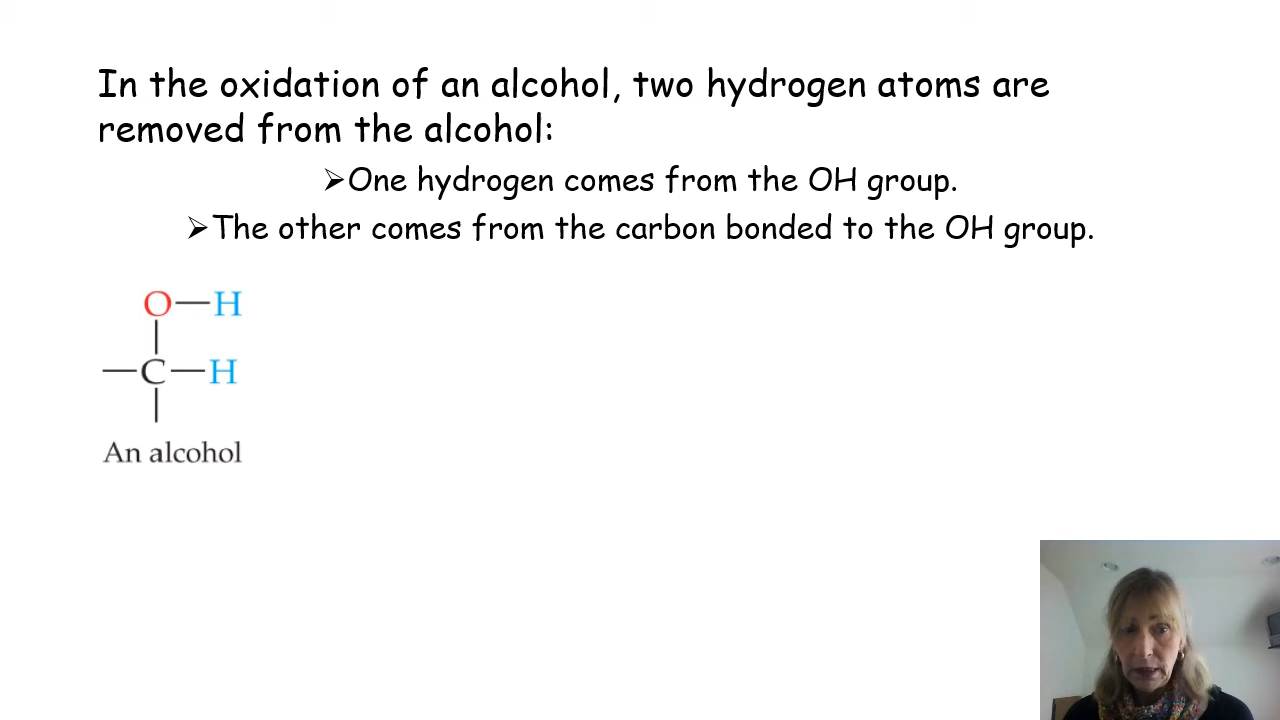 In the oxidation of an alcohol, two hydrogen atoms are
removed from the alcohol:
➢One hydrogen comes from the OH group.
➢The other comes from the carbon bonded to the OH group.
O—H
—C—H
An alcohol